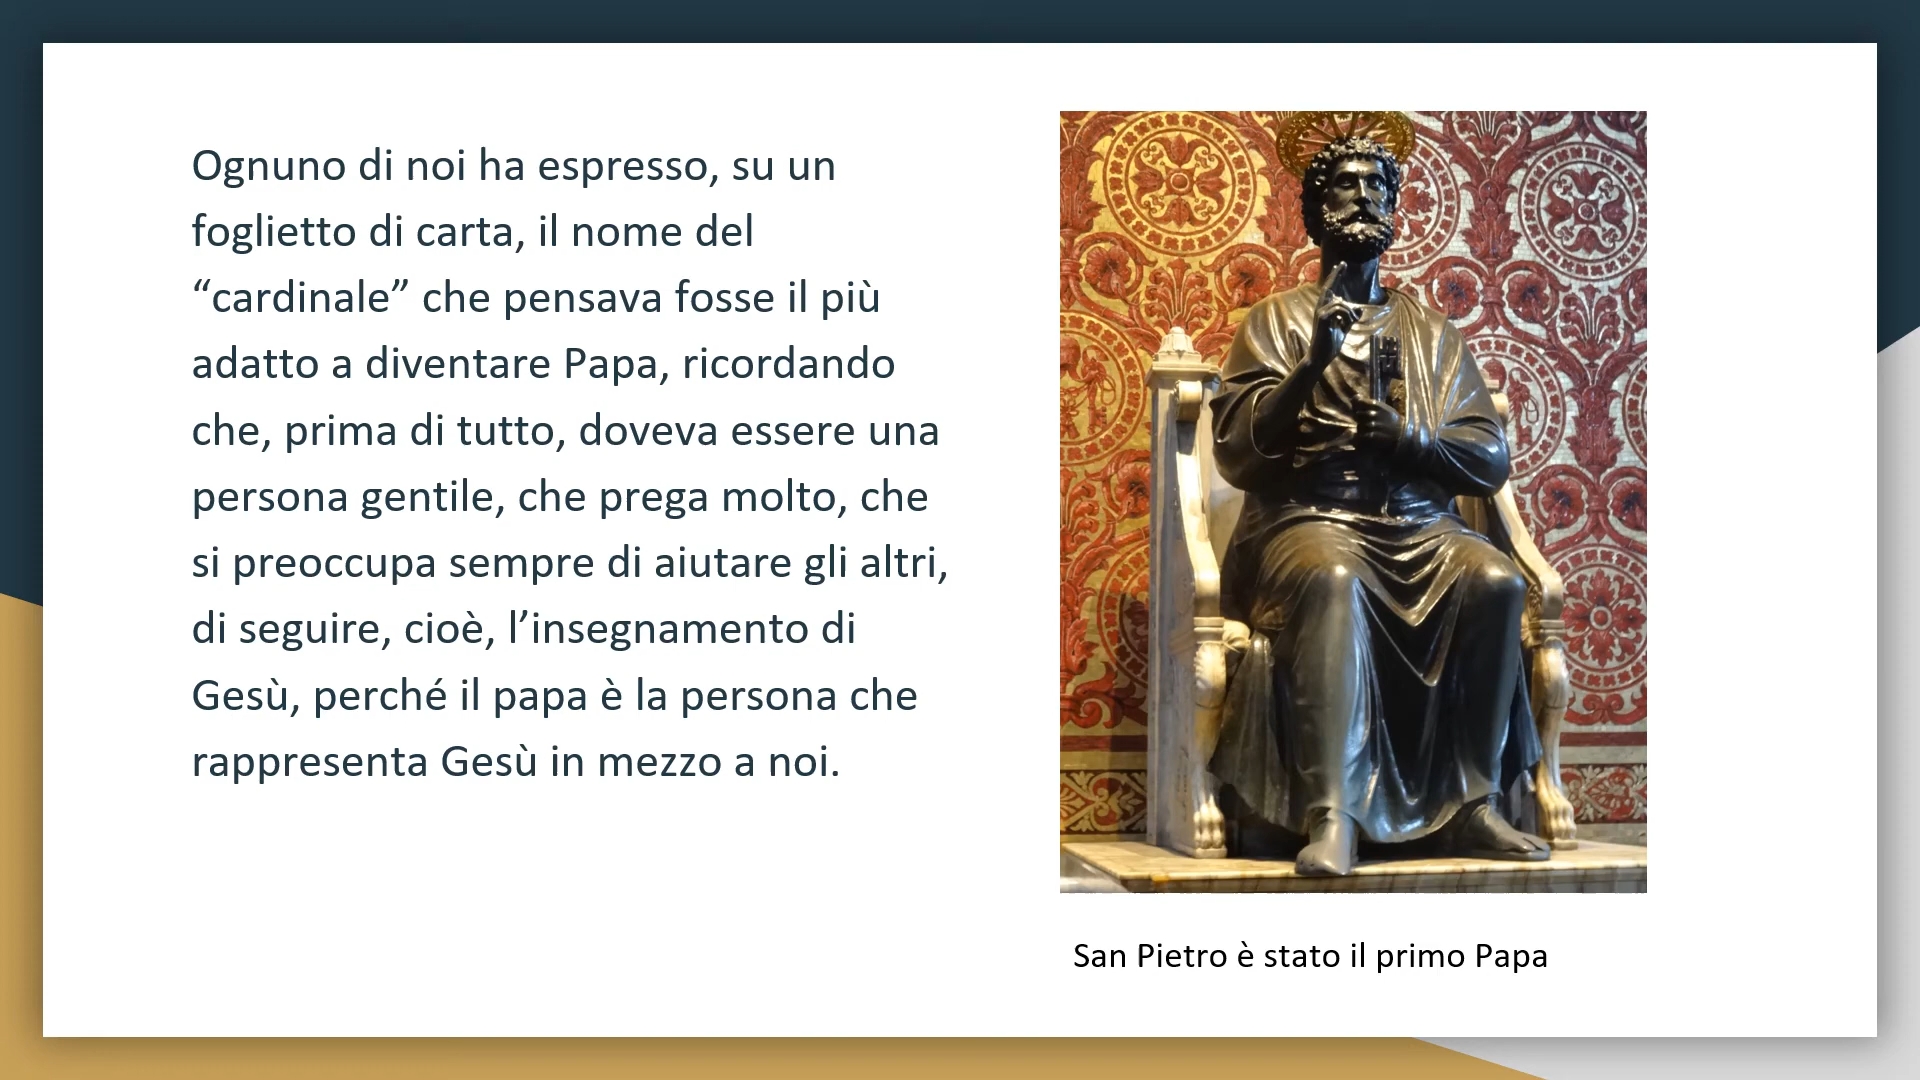 Ognuno di noi ha espresso, su un
foglietto di carta, il nome del
“cardinale” che pensava fosse il più
adatto a diventare Papa, ricordando
che, prima di tutto, doveva essere una
persona gentile, che prega molto, che
si preoccupa sempre di aiutare gli altri,
di seguire, cioè, l’insegnamento di
Gesù, perché il papa è la persona che
rappresenta Gesù in mezzo a noi.
San Pietro è stato il primo Papa